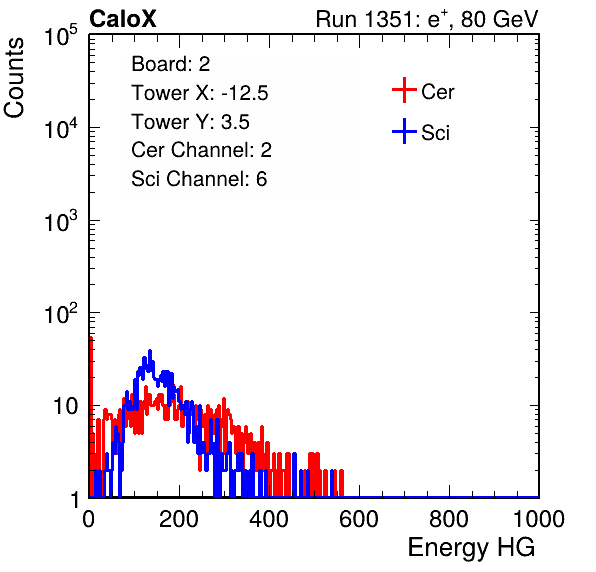 CaloX
Run 1351: e⁺, 80 GeV
Counts
10⁵
10⁴
10³
10²
10
1
Board: 2
Tower X: -12.5
Tower Y: 3.5
Cer Channel: 2
Sci Channel: 6
Cer
Sci
0
200
400
600
800
1000
Energy HG